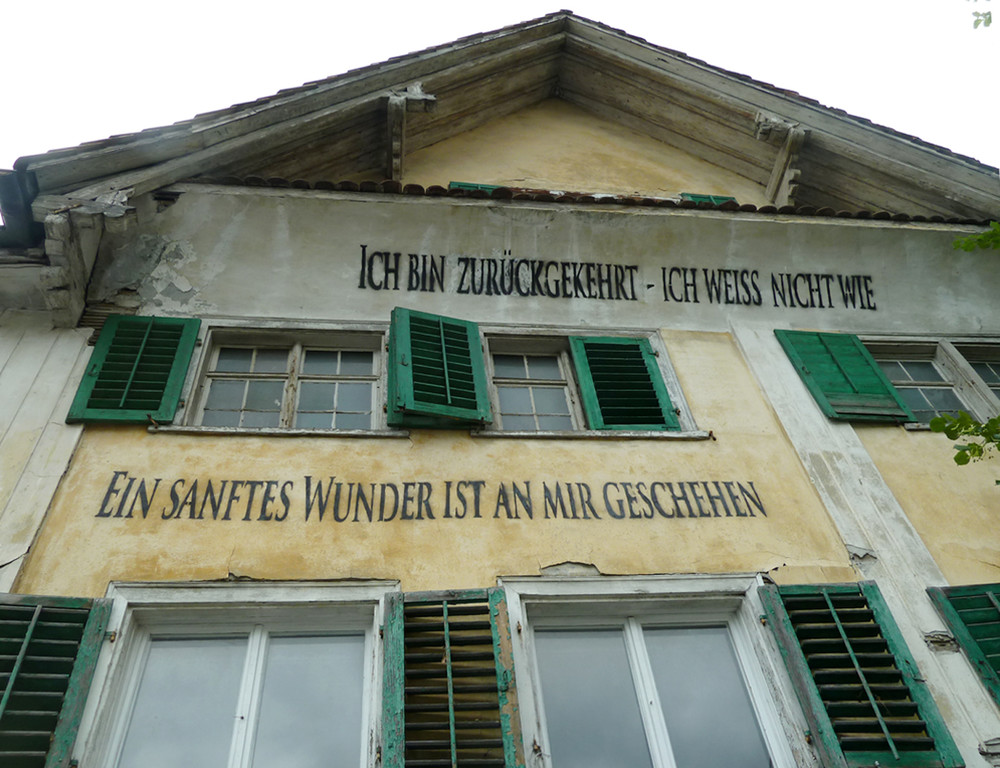 Ich bin zurückgekehrt - ich weiss nicht wie
Ein sanftes Wunder ist an mir geschehen